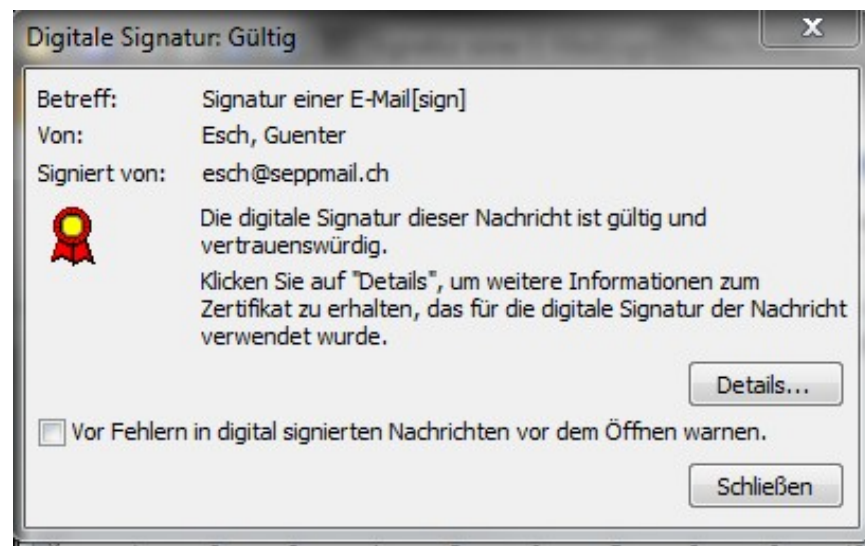 Digitale Signatur: Gültig
Betreff: Signatur einer E-Mail[sign]
Von: Esch, Guenter
Signiert von: esch@seppmail.ch
Die digitale Signatur dieser Nachricht ist gültig und
vertrauenswürdig.
Klicken Sie auf "Details", um weitere Informationen zum
Zertifikat zu erhalten, das für die digitale Signatur der Nachricht
verwendet wurde.
Details...
Vor Fehlern in digital signierten Nachrichten vor dem Öffnen warnen.
Schließen